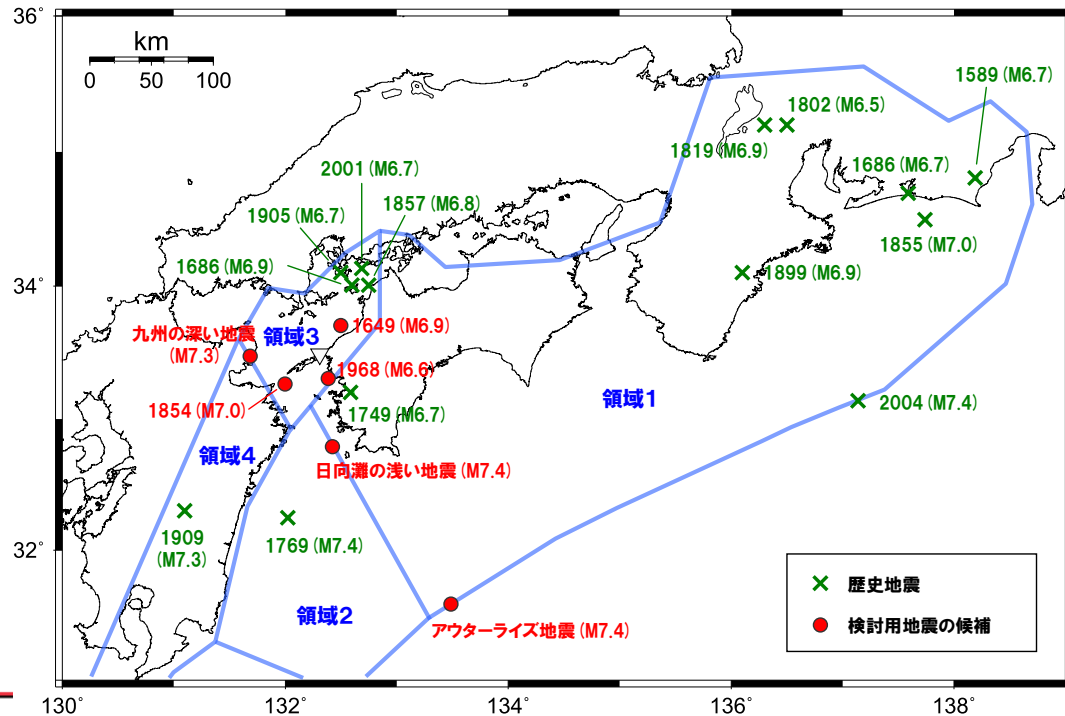 36°
km
0 50 100
1589 (M6.7)
1802 (M6.5)
1819 (M6.9)
2001 (M6.7)
1686 (M6.7)
1857 (M6.8)
1905 (M6.7)
1855 (M7.0)
1686 (M6.9)
1899 (M6.9)
34°
1649 (M6.9)
九州の深い地震
(M7.3)
領域3
1968 (M6.6)
領域1
1854 (M7.0)
1749 (M6.7)
2004 (M7.4)
領域4
日向灘の浅い地震 (M7.4)
1909
(M7.3)
1769 (M7.4)
32°
歴史地震
領域2
アウターライズ地震 (M7.4)
検討用地震の候補
130° 132° 134° 136° 138°